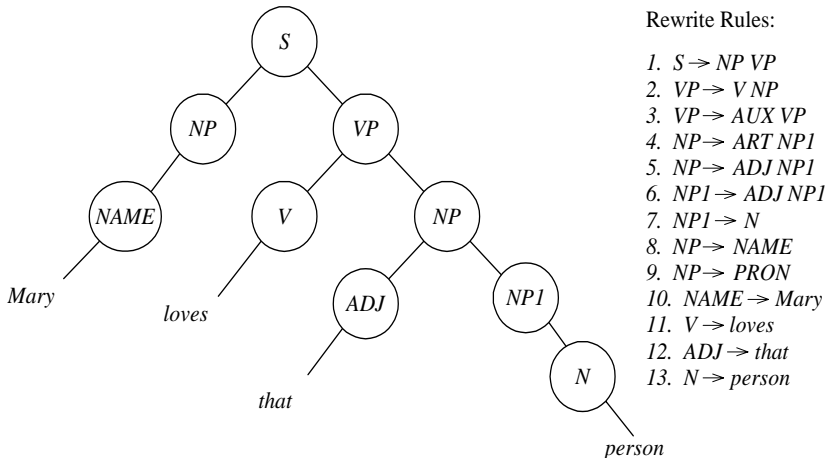 S
Rewrite Rules:
1. S → NP VP
2. VP → V NP
3. VP → AUX VP
4. NP → ART NP1
5. NP → ADJ NP1
6. NP1 → ADJ NP1
7. NP1 → N
8. NP → NAME
9. NP → PRON
10. NAME → Mary
11. V → loves
12. ADJ → that
13. N → person
NP VP
NAME V NP
Mary loves ADJ NP1
that N
person